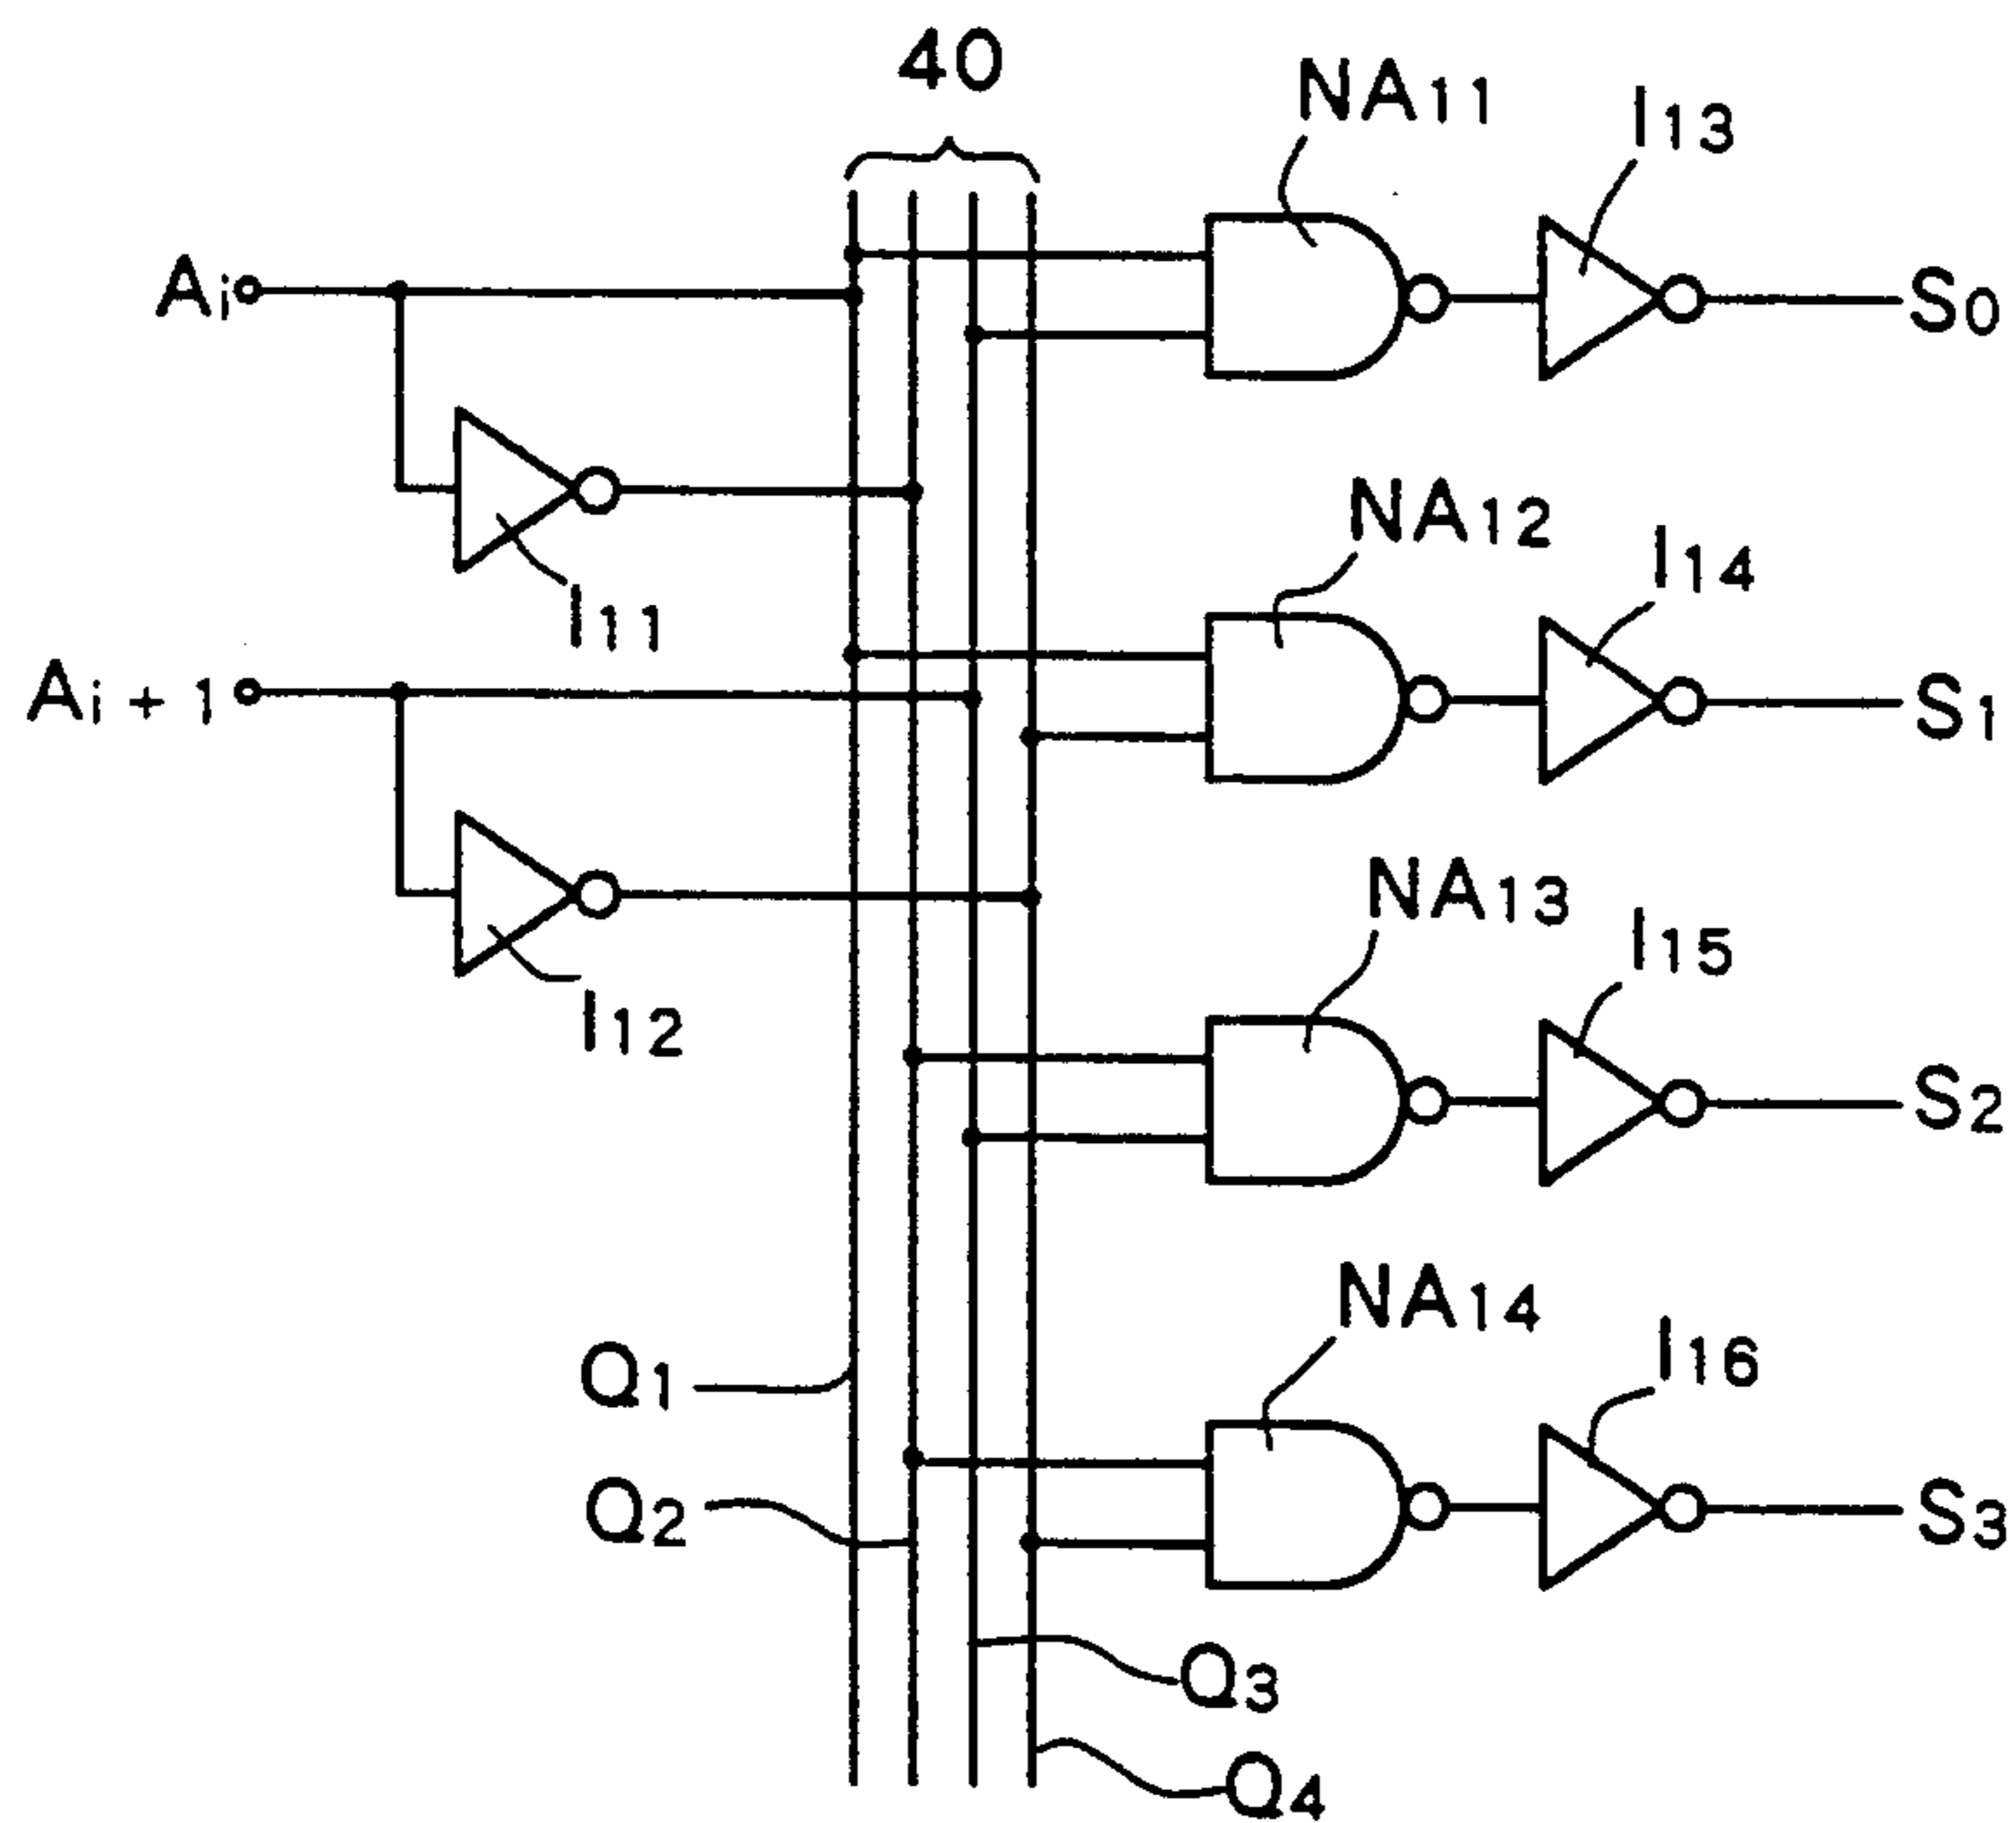 40
NA11
I13
Ai
S0
I11
NA12
I14
Ai + 1
S1
I12
NA13
I15
S2
NA14
I16
Q1
Q2
S3
Q3
Q4